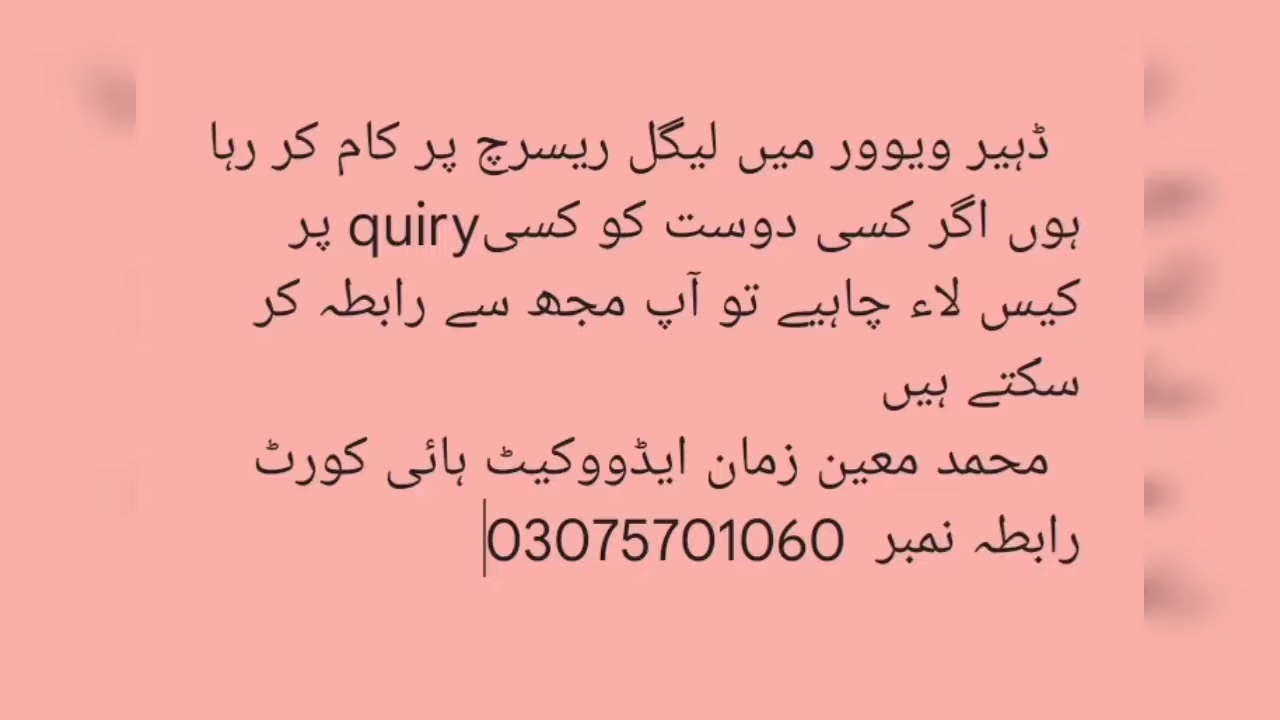 ڈہیر ویوور میں لیگل ریسرچ پر کام کر رہا
ہوں اگر کسی دوست کو کسیquiry پر
کیس لاء چاہیے تو آپ مجھ سے رابطہ کر
سکتے ہیں
محمد معین زمان ایڈووکیٹ ہائی کورٹ
رابطہ نمبر 03075701060